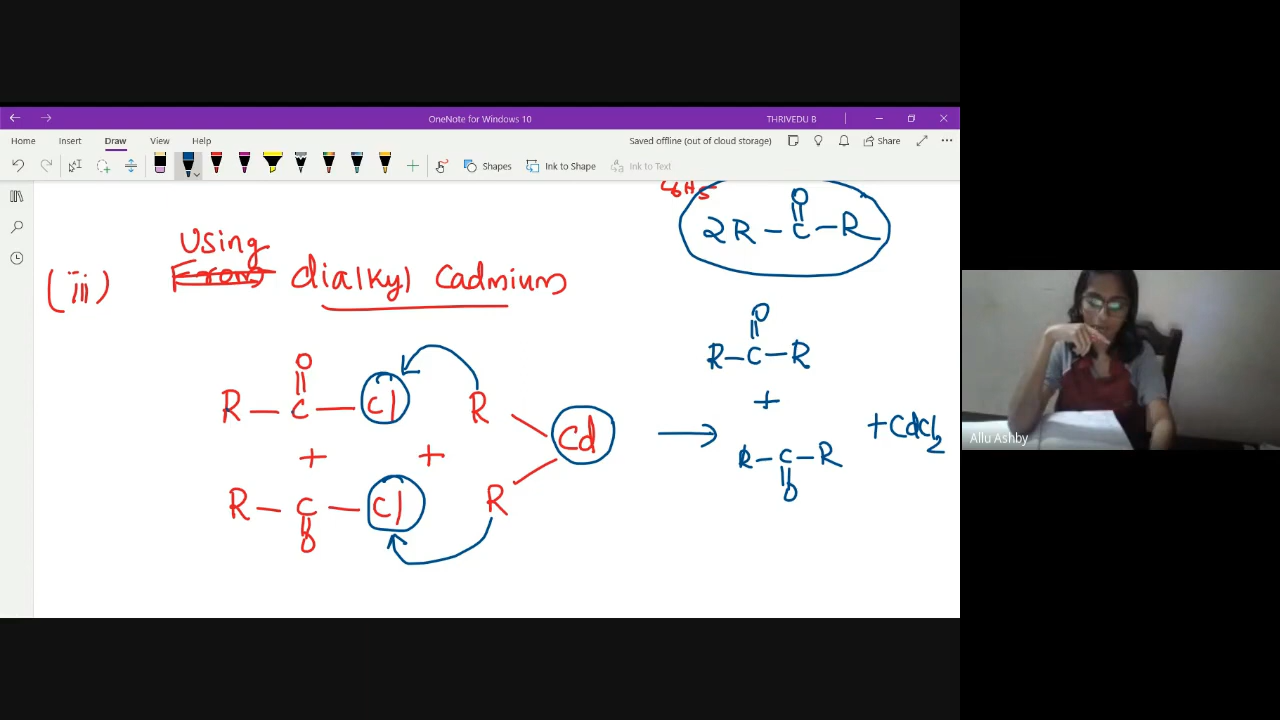 OneNote for Windows 10
THRIVEDU B
Home Insert Draw View Help
Saved offline (out of cloud storage)
Share
Shapes
Ink to Shape
Ink to Text
C6H5
O
2R – C – R
Using
(iii) From dialkyl Cadmium
O
R – C – Cl
R
+
+
Cd
R – C – Cl
O
R
→
O
R – C – R
+
+ CdCl2
R – C – R
O
Allu Ashby